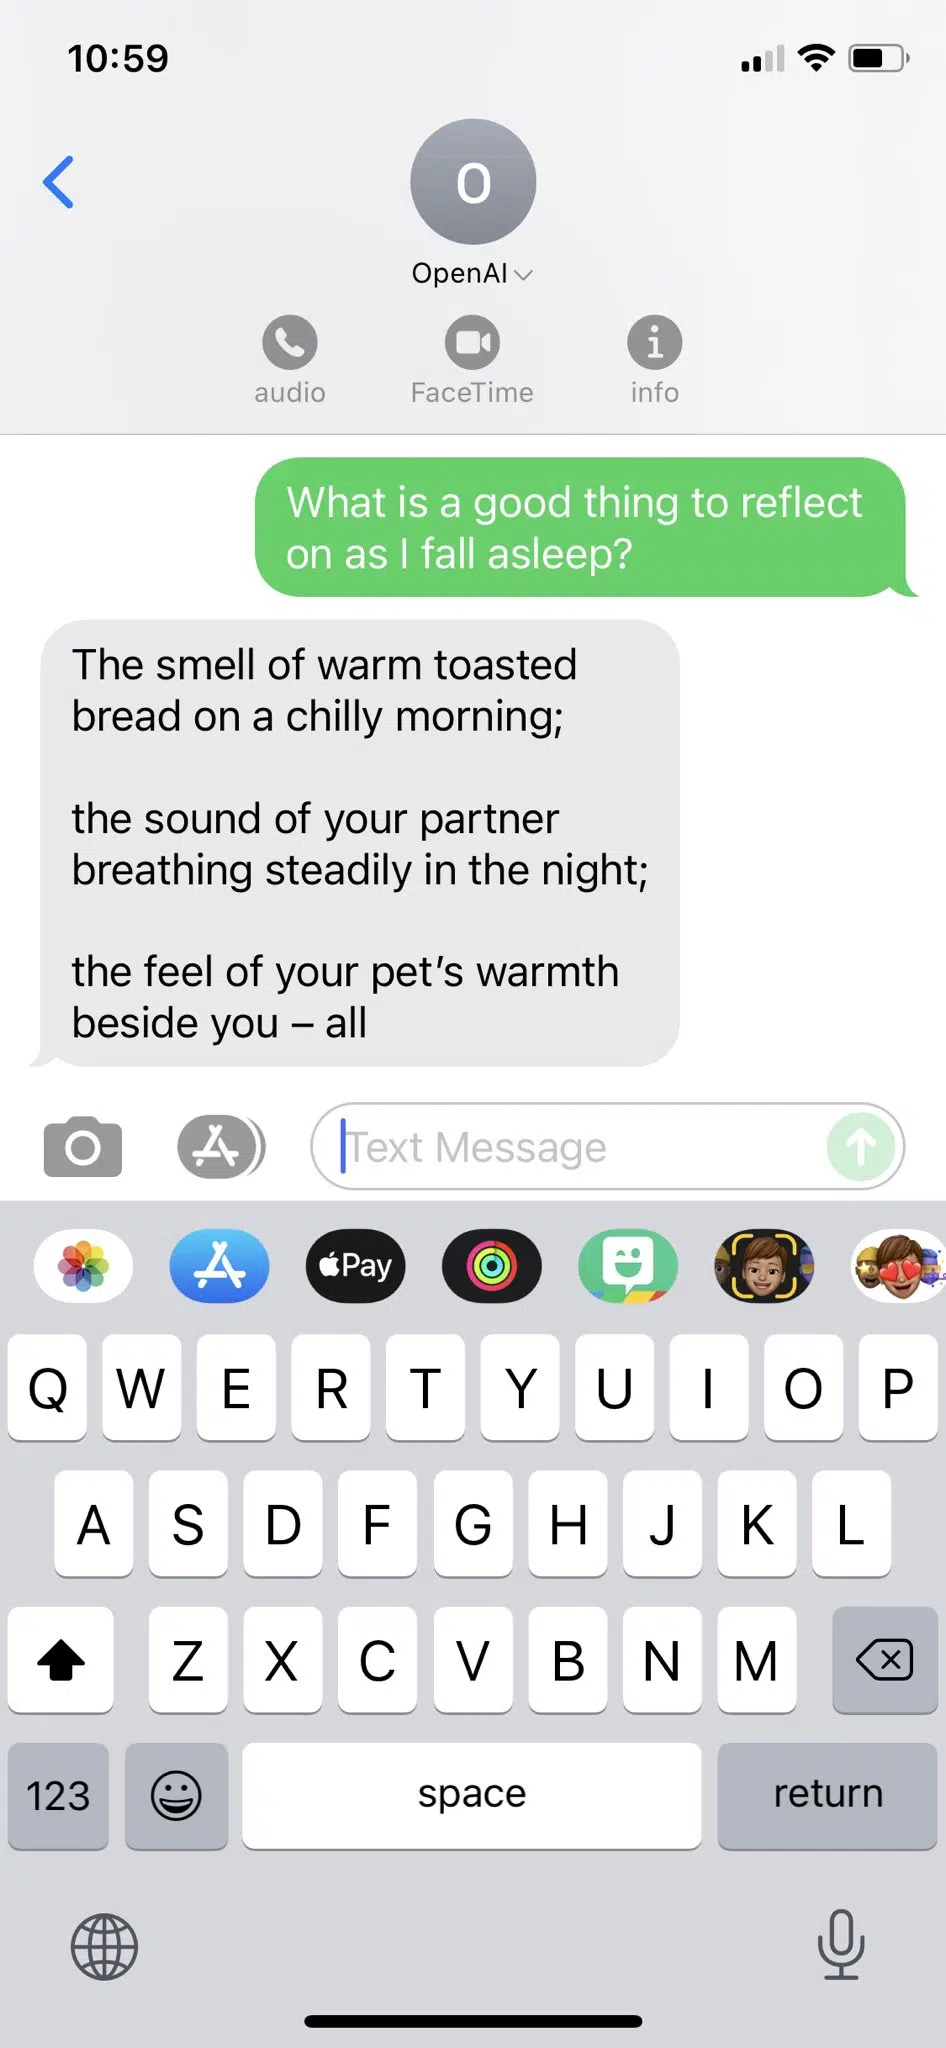 10:59
O
OpenAI
audio FaceTime info
What is a good thing to reflect
on as I fall asleep?
The smell of warm toasted
bread on a chilly morning;
the sound of your partner
breathing steadily in the night;
the feel of your pet’s warmth
beside you – all
Text Message
Pay
Q W E R T Y U I O P
A S D F G H J K L
Z X C V B N M
123 space return